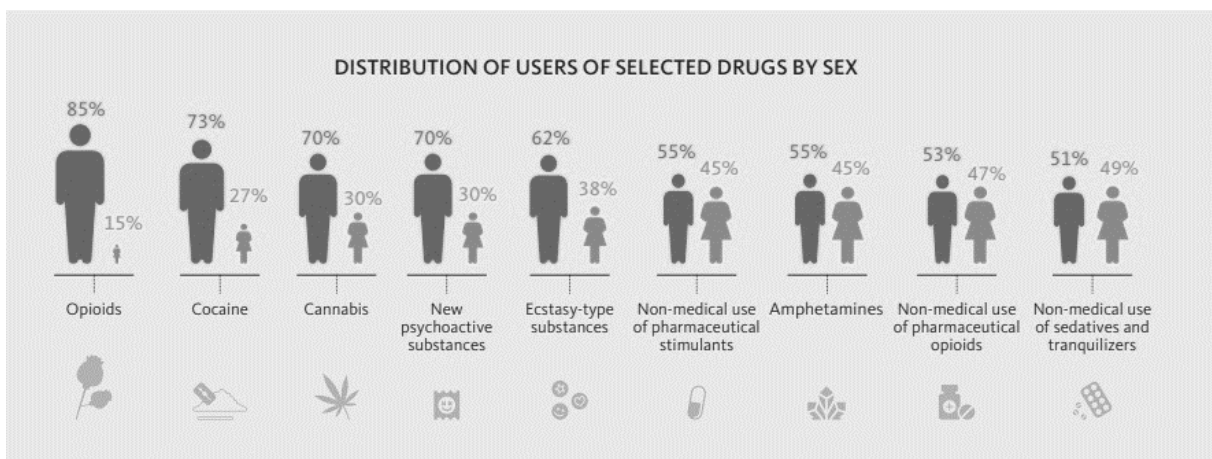 DISTRIBUTION OF USERS OF SELECTED DRUGS BY SEX
85%
15%
Opioids
73%
27%
Cocaine
70%
30%
Cannabis
70%
30%
New
psychoactive
substances
62%
38%
Ecstasy-type
substances
55%
45%
Non-medical use
of pharmaceutical
stimulants
55%
45%
Amphetamines
53%
47%
Non-medical use
of pharmaceutical
opioids
51%
49%
Non-medical use
of sedatives and
tranquilizers